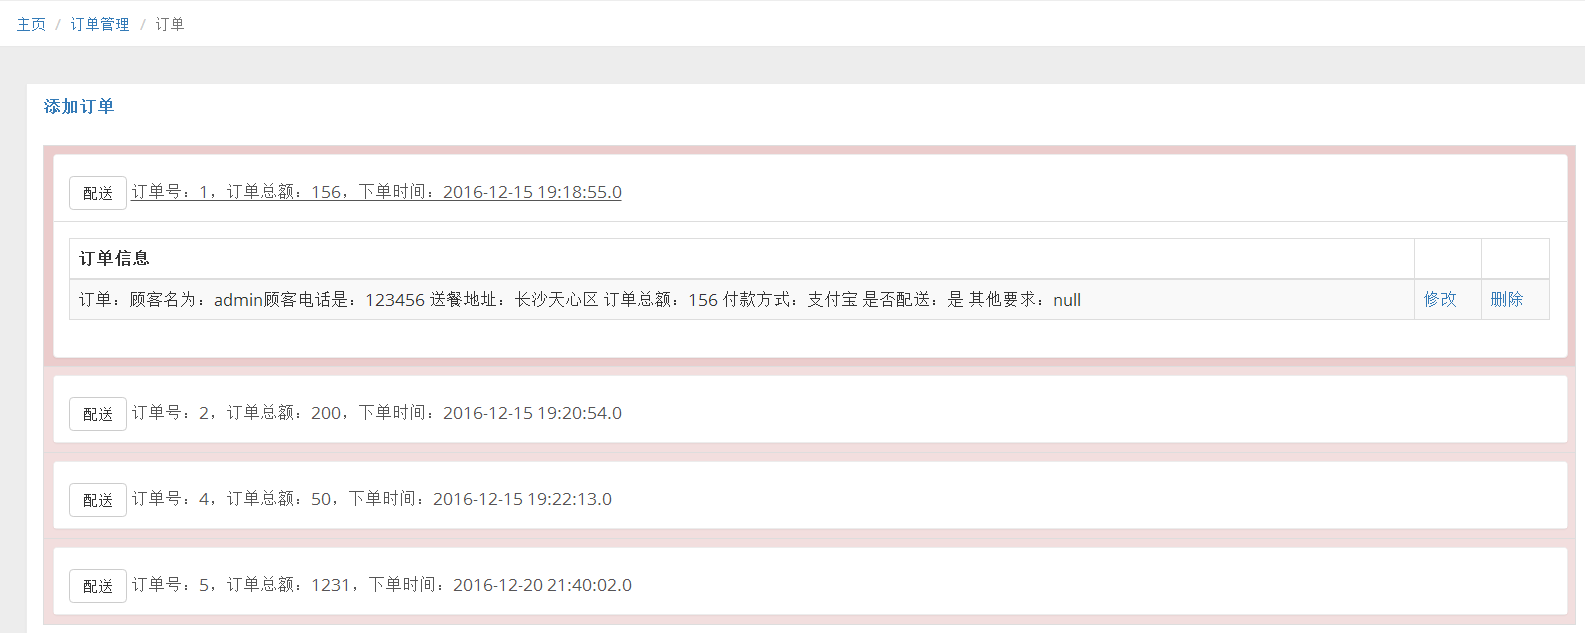 主页 / 订单管理 / 订单
添加订单
配送 订单号：1，订单总额：156，下单时间：2016-12-15 19:18:55.0
订单信息
订单：顾客名为：admin顾客电话是：123456 送餐地址：长沙天心区 订单总额：156 付款方式：支付宝 是否配送：是 其他要求：null 修改 删除
配送 订单号：2，订单总额：200，下单时间：2016-12-15 19:20:54.0
配送 订单号：4，订单总额：50，下单时间：2016-12-15 19:22:13.0
配送 订单号：5，订单总额：1231，下单时间：2016-12-20 21:40:02.0